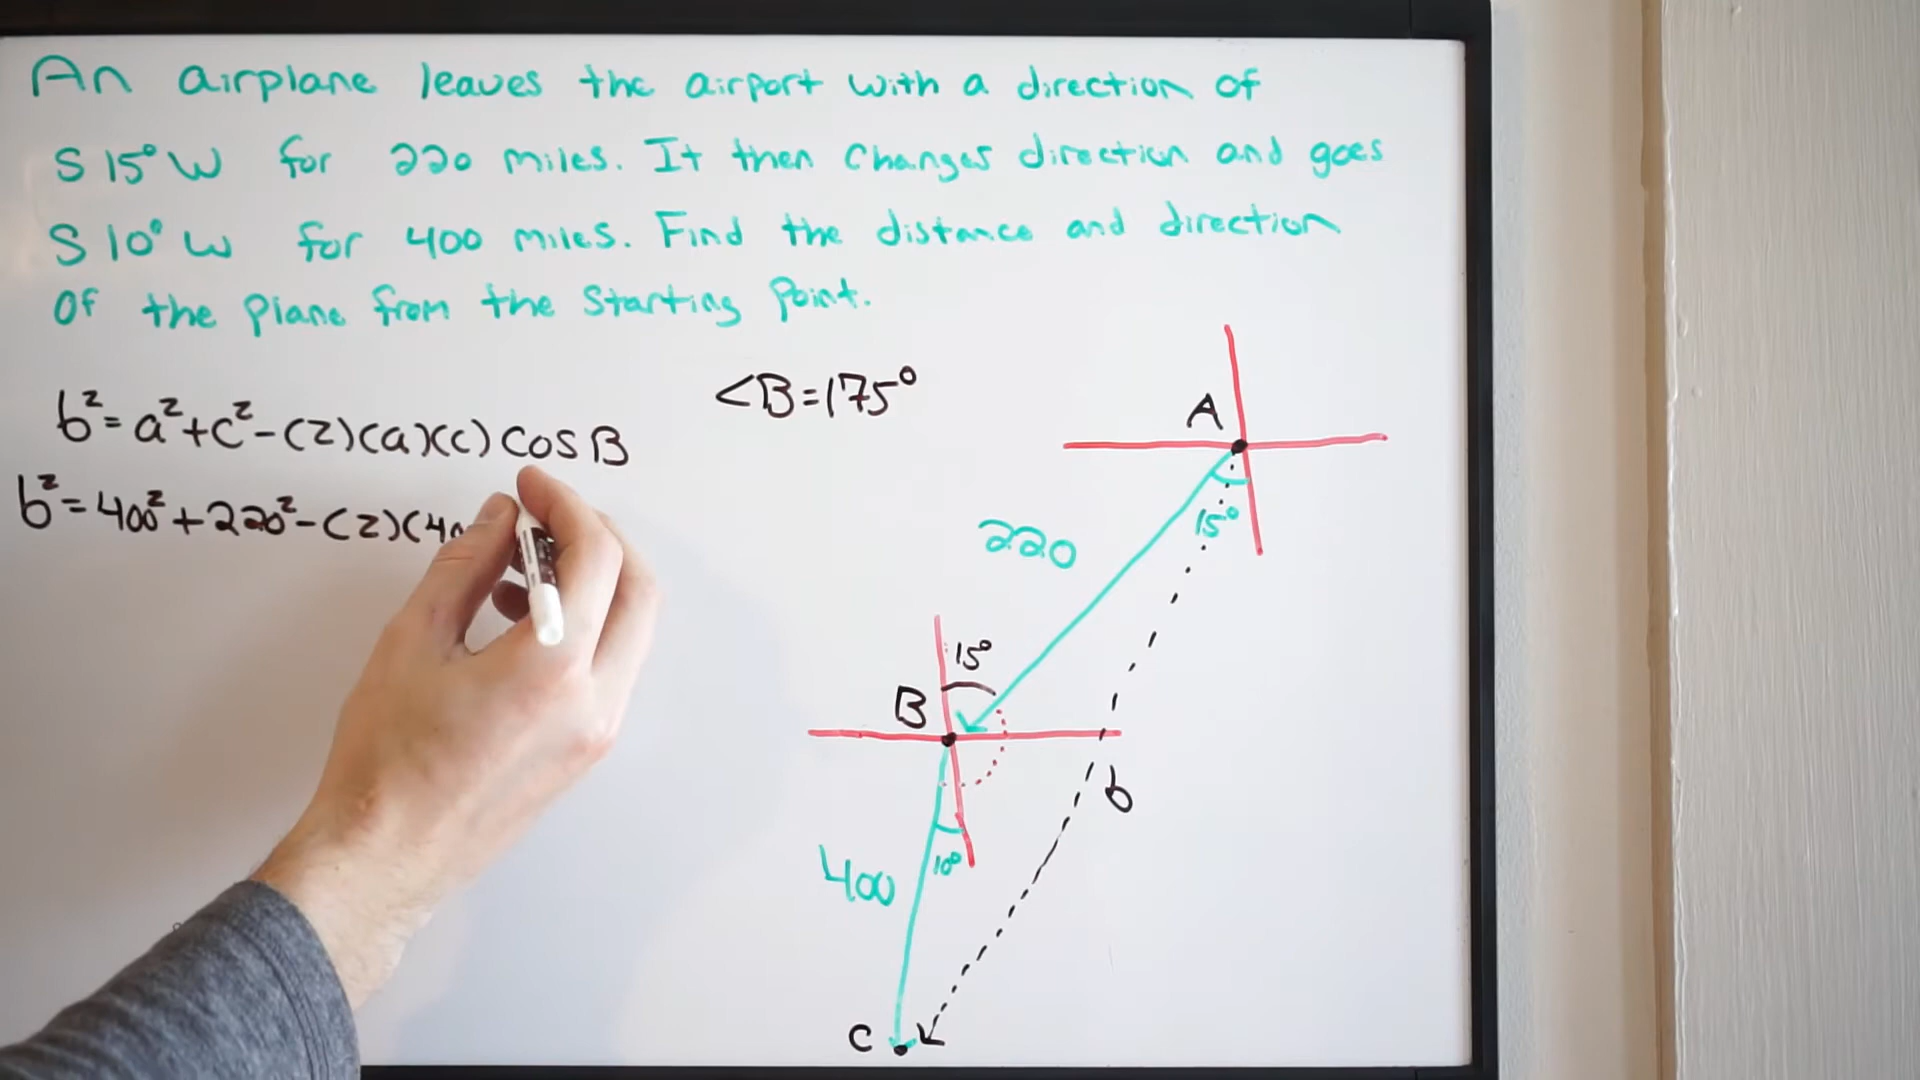 An airplane leaves the airport with a direction of
S 15° W for 220 miles. It then changes direction and goes
S 10° W for 400 miles. Find the distance and direction
Of the plane from the starting point.
b² = a² + c² - (2)(a)(c) cos B
<B = 175°
b² = 400² + 220² - (2)(40
A
15°
220
15°
B
b
10°
400
C